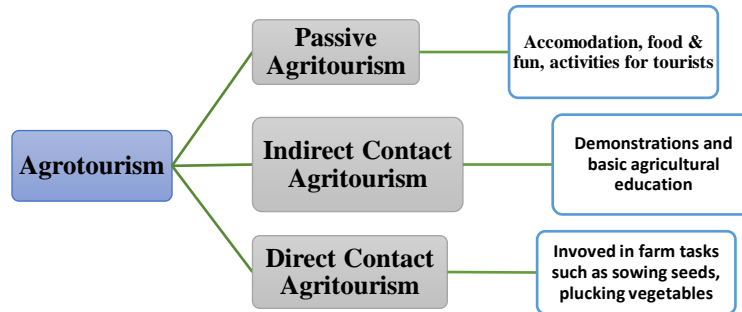 Passive
Agritourism
Accomodation, food &
fun, activities for tourists
Agrotourism
Indirect Contact
Agritourism
Demonstrations and
basic agricultural
education
Direct Contact
Agritourism
Invoved in farm tasks
such as sowing seeds,
plucking vegetables